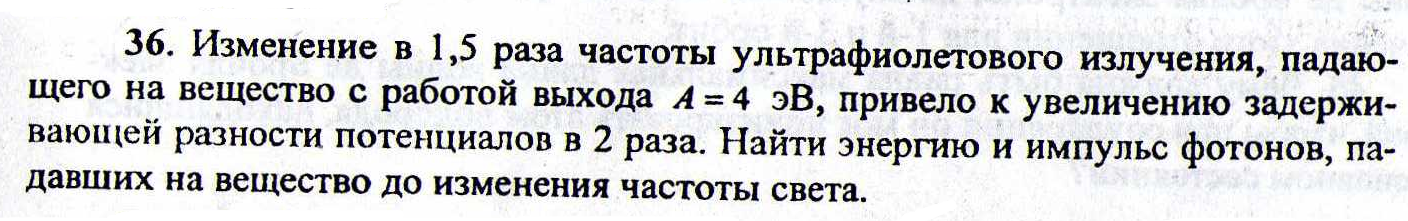 36. Изменение в 1,5 раза частоты ультрафиолетового излучения, падаю-
щего на вещество с работой выхода A = 4 эВ, привело к увеличению задержи-
вающей разности потенциалов в 2 раза. Найти энергию и импульс фотонов, па-
давших на вещество до изменения частоты света.